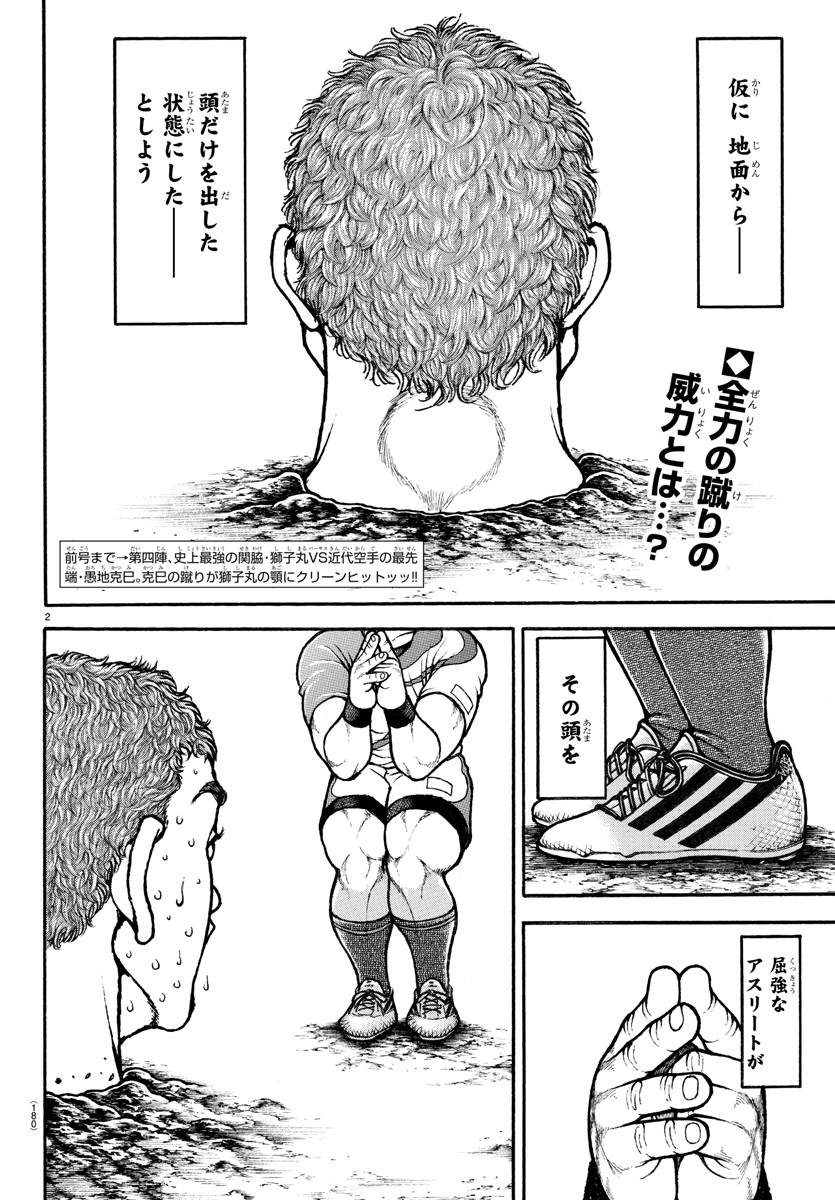 仮に 地面から――
頭だけを出した
状態にした――
としよう
◆全力の蹴りの
威力とは…?
前号まで→第四陣、史上最強の関脇・獅子丸VS近代空手の最先
端・愚地克巳。克巳の蹴りが獅子丸の顎にクリーンヒットッッ!!
2
その頭を
屈強な
アスリートが
(180)